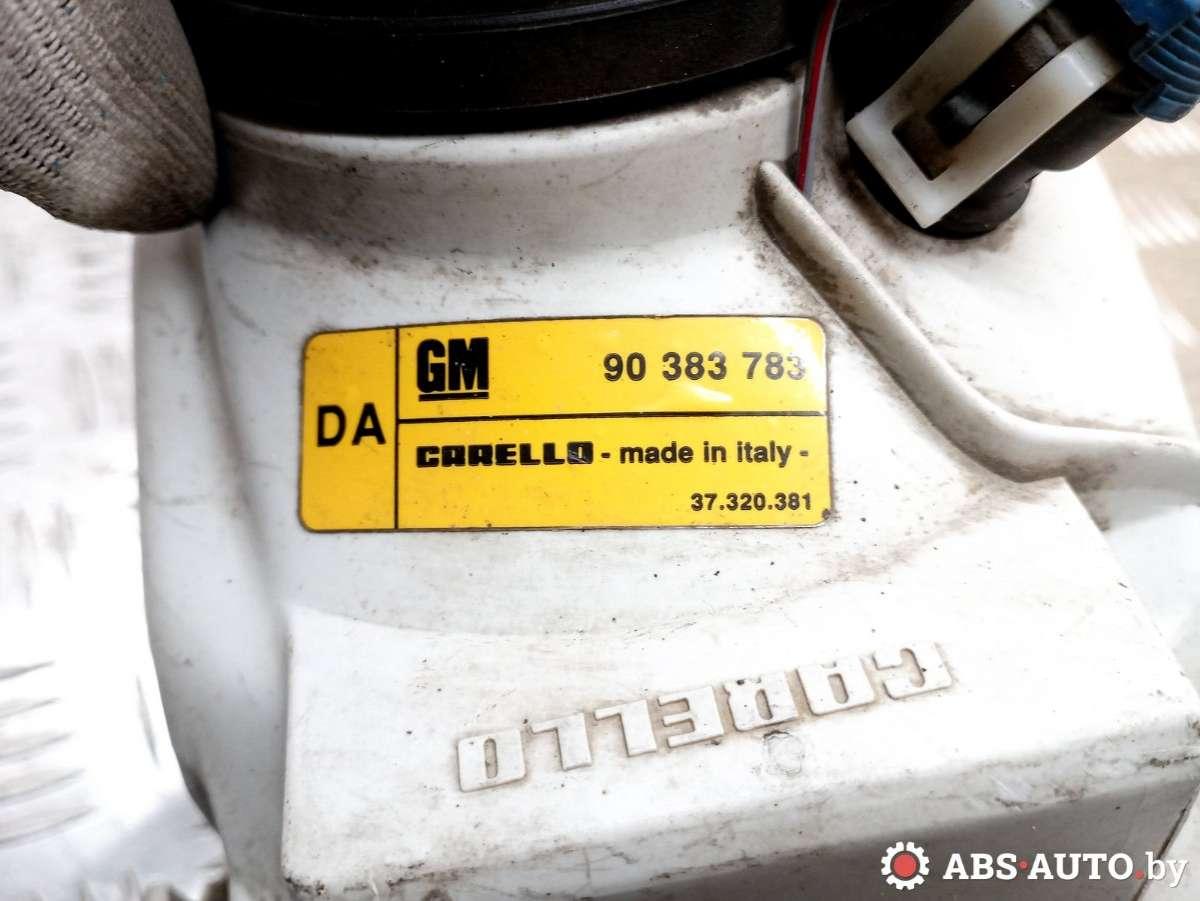 DA
GM 90 383 783
CARELLO - made in italy -
37.320.381
CARELLO
ABS-AUTO.by